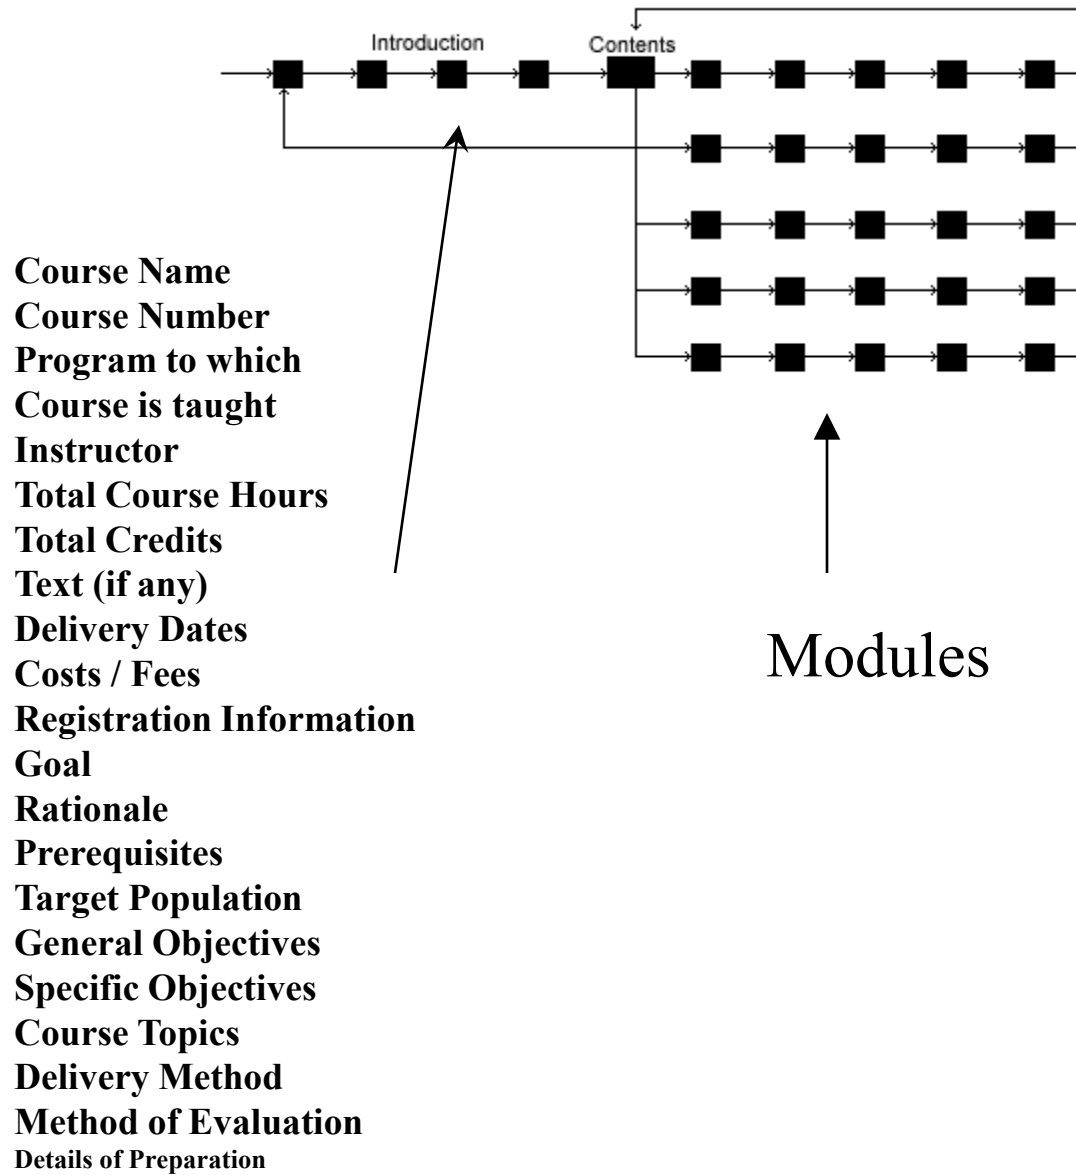 Introduction
Contents
Course Name
Course Number
Program to which
Course is taught
Instructor
Total Course Hours
Total Credits
Text (if any)
Delivery Dates
Costs / Fees
Registration Information
Goal
Rationale
Prerequisites
Target Population
General Objectives
Specific Objectives
Course Topics
Delivery Method
Method of Evaluation
Details of Preparation
Modules